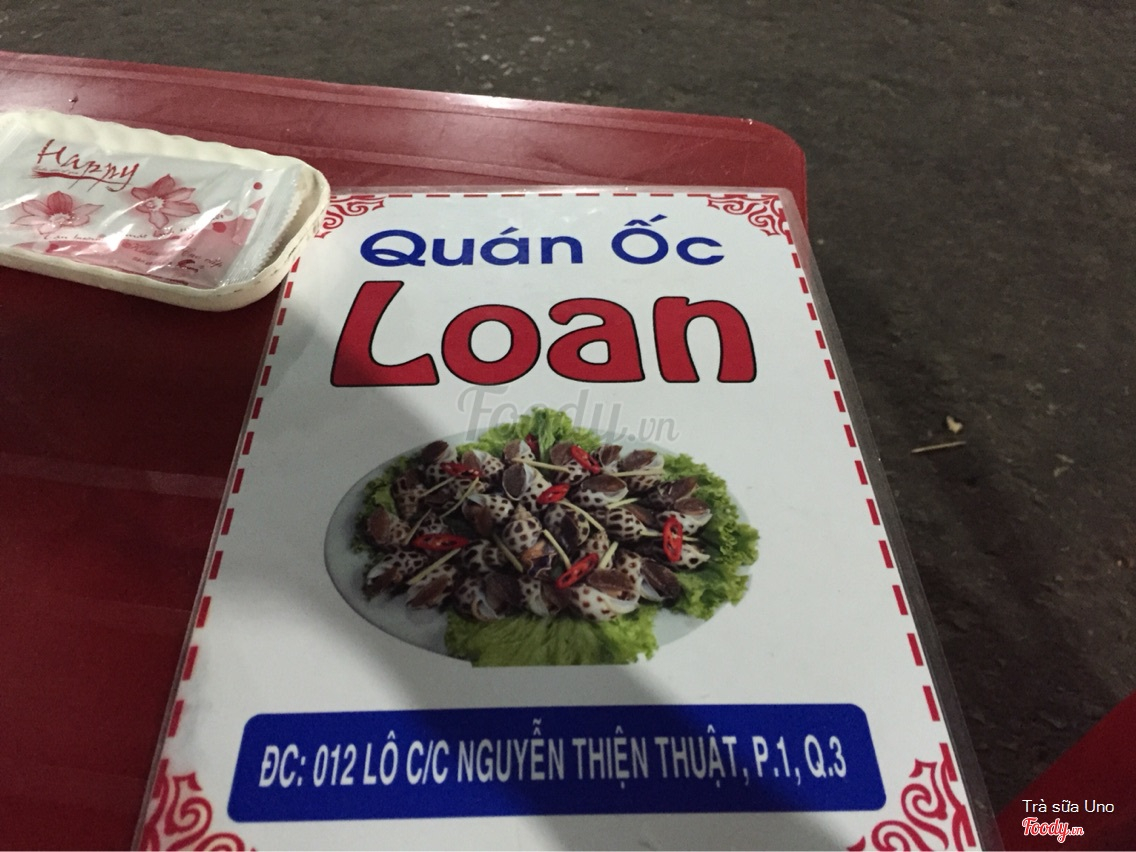 Happy
Quán Ốc
Loan
Foody.vn
ĐC: 012 LÔ C/C NGUYỄN THIỆN THUẬT, P.1, Q.3
Trà sữa Uno
Foody.vn